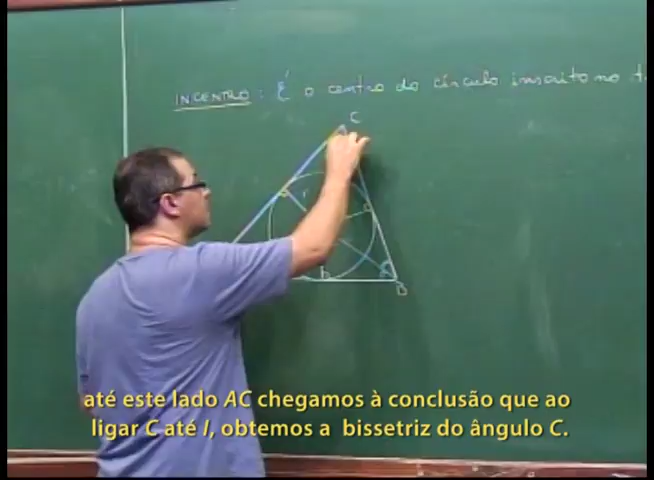 INCENTRO: É o centro do círculo inscrito no
C
até este lado AC chegamos à conclusão que ao
ligar C até I, obtemos a bissetriz do ângulo C.